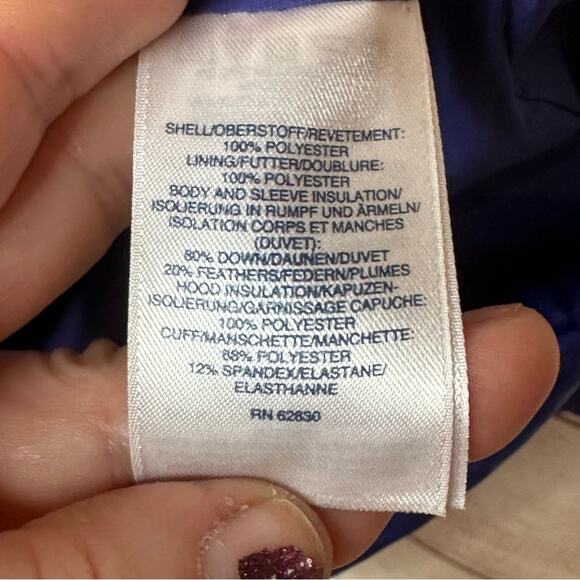 SHELL/OBERSTOFF/REVETEMENT:
100% POLYESTER
LINING/FUTTER/DOUBLURE:
100% POLYESTER
BODY AND SLEEVE INSULATION/
ISOLIERUNG IN RUMPF UND ÄRMELN/
ISOLATION CORPS ET MANCHES
(DUVET):
80% DOWN/DAUNEN/DUVET
20% FEATHERS/FEDERN/PLUMES
HOOD INSULATION/KAPUZEN-
ISOLIERUNG/GARNISSAGE CAPUCHE:
100% POLYESTER
CUFF/MANSCHETTE/MANCHETTE:
88% POLYESTER
12% SPANDEX/ELASTANE/
ELASTHANNE
RN 62830